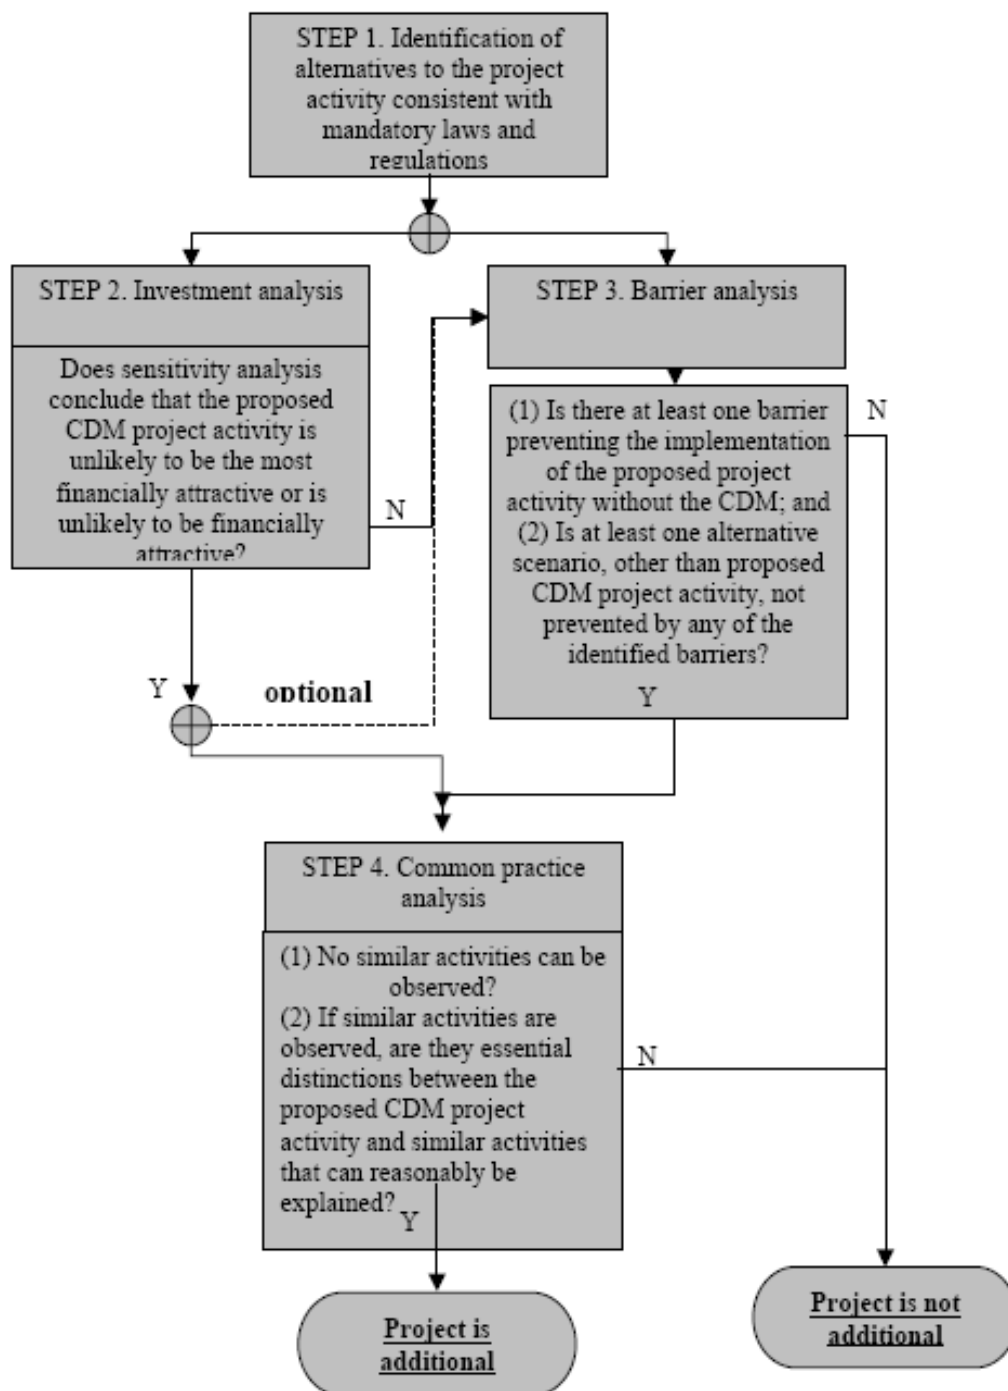 STEP 1. Identification of
alternatives to the project
activity consistent with
mandatory laws and
regulations
STEP 2. Investment analysis
Does sensitivity analysis
conclude that the proposed
CDM project activity is
unlikely to be the most
financially attractive or is
unlikely to be financially
attractive?
N
Y
optional
STEP 3. Barrier analysis
(1) Is there at least one barrier
preventing the implementation
of the proposed project
activity without the CDM; and
(2) Is at least one alternative
scenario, other than proposed
CDM project activity, not
prevented by any of the
identified barriers?
Y
N
STEP 4. Common practice
analysis
(1) No similar activities can be
observed?
(2) If similar activities are
observed, are they essential
distinctions between the
proposed CDM project
activity and similar activities
that can reasonably be
explained?
Y
N
Project is
additional
Project is not
additional